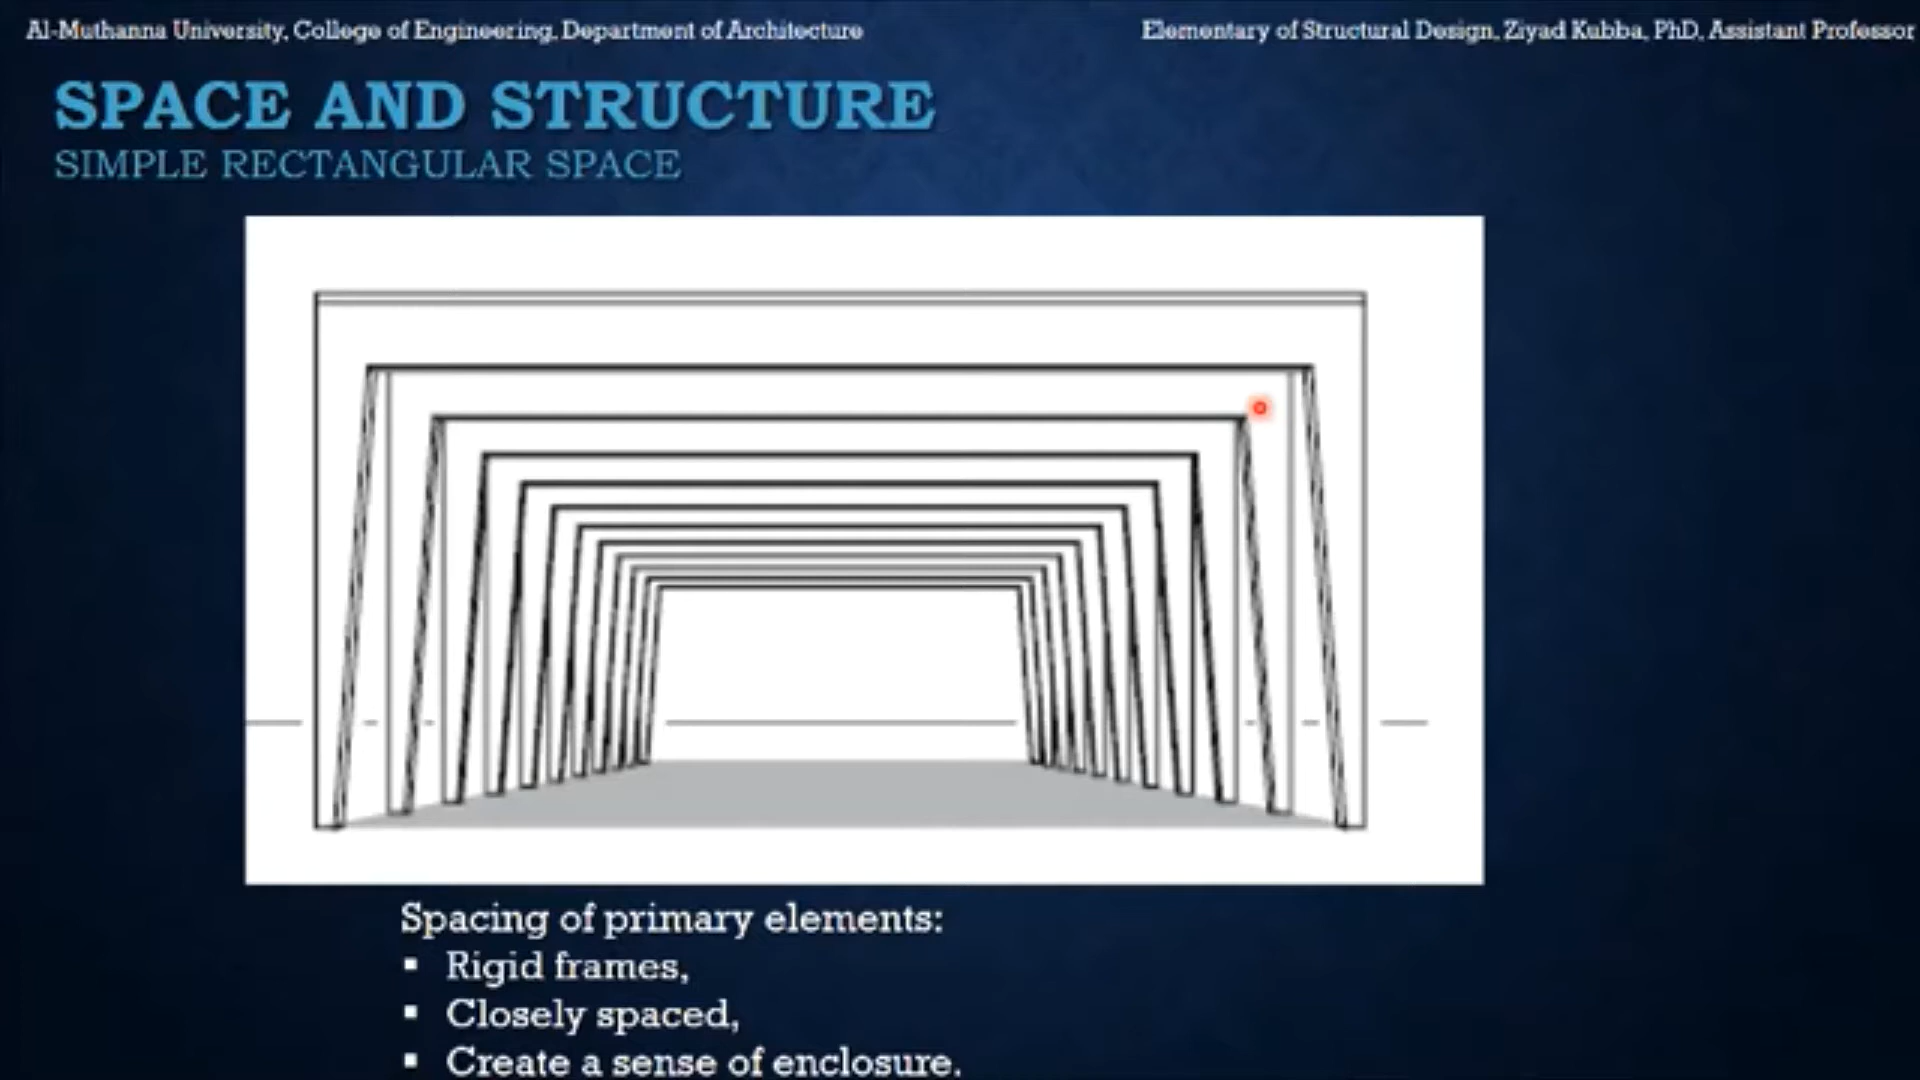 Al-Muthanna University, College of Engineering, Department of Architecture
Elementary of Structural Design, Ziyad Kubba, PhD, Assistant Professor
SPACE AND STRUCTURE
SIMPLE RECTANGULAR SPACE
Spacing of primary elements:
▪ Rigid frames,
▪ Closely spaced,
▪ Create a sense of enclosure.